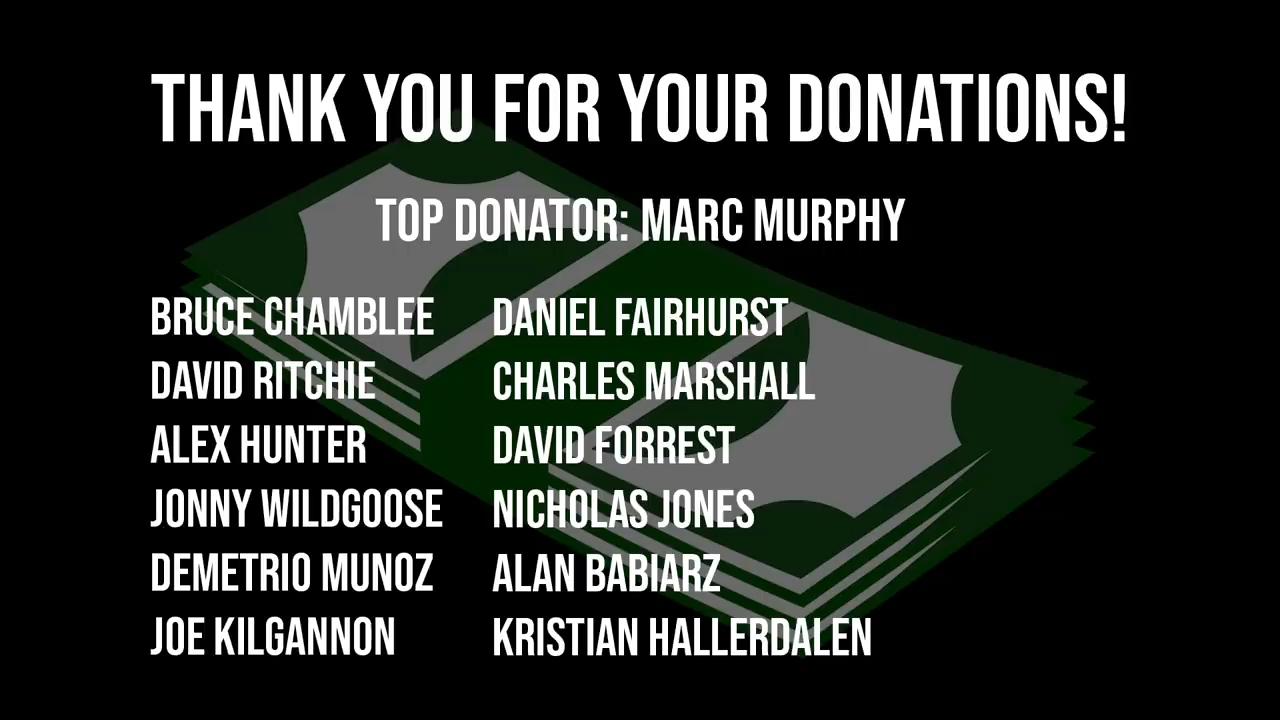 THANK YOU FOR YOUR DONATIONS!
TOP DONATOR: MARC MURPHY
BRUCE CHAMBLEE
DAVID RITCHIE
ALEX HUNTER
JONNY WILDGOOSE
DEMETRIO MUNOZ
JOE KILGANNON
DANIEL FAIRHURST
CHARLES MARSHALL
DAVID FORREST
NICHOLAS JONES
ALAN BABIARZ
KRISTIAN HALLERDALEN